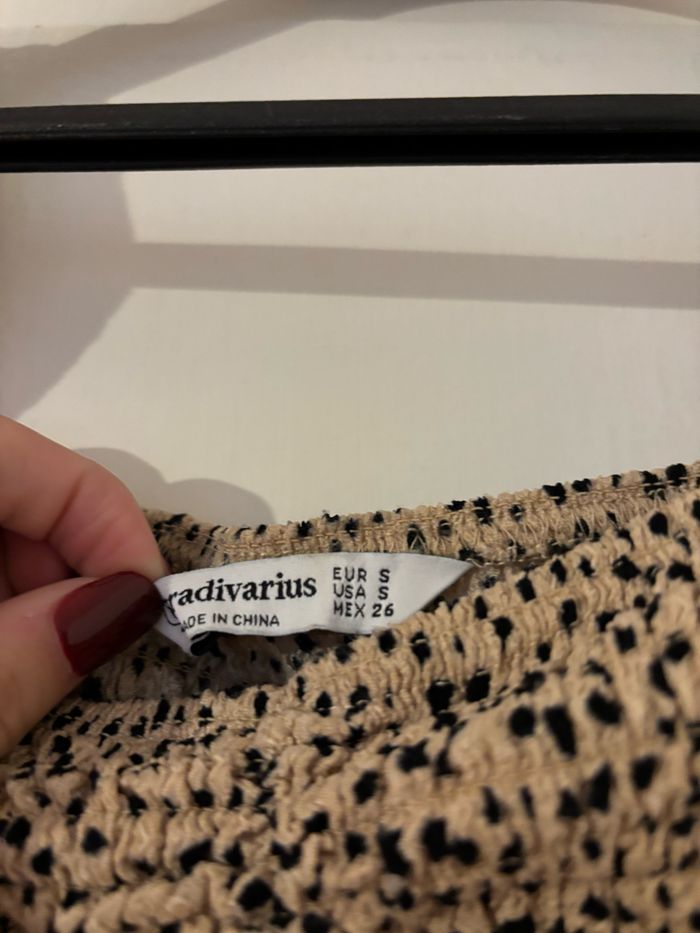 radivarius
ADE IN CHINA
EUR S
USA S
MEX 26